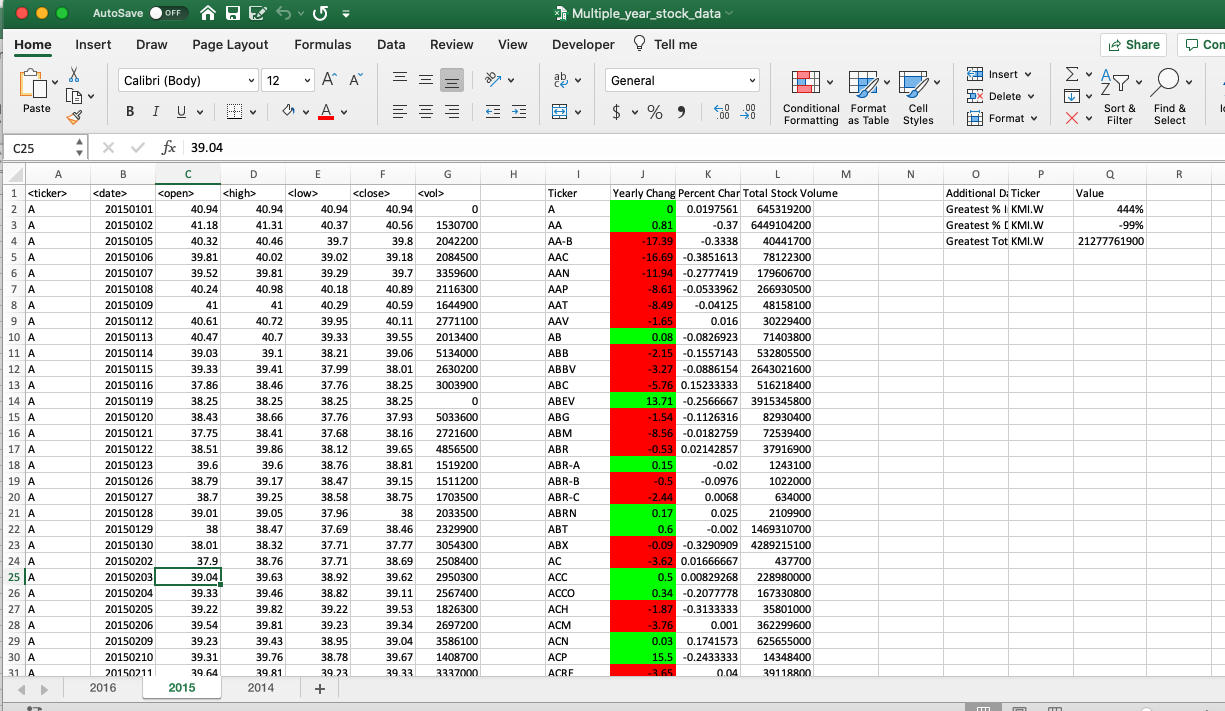 AutoSave OFF Multiple_year_stock_data
Home Insert Draw Page Layout Formulas Data Review View Developer Tell me Share Com
Paste Calibri (Body) 12 A^ A˅ ab General Insert Σ A Z
B I U A $ % , .00 Conditional Formatting Format as Table Cell Styles Delete Format Sort & Filter Find & Select
C25 fx 39.04
A B C D E F G H I J K L M N O P Q R
1 <ticker> <date> <open> <high> <low> <close> <vol> Ticker Yearly Chang Percent Char Total Stock Volume Additional Da Ticker Value
2 A 20150101 40.94 40.94 40.94 40.94 0 A 0 0.0197561 645319200 Greatest % I KMI.W 444%
3 A 20150102 41.18 41.31 40.37 40.56 1530700 AA 0.81 -0.37 6449104200 Greatest % D KMI.W -99%
4 A 20150105 40.32 40.46 39.7 39.8 2042200 AA-B -17.39 -0.3338 40441700 Greatest Tot KMI.W 21277761900
5 A 20150106 39.81 40.02 39.02 39.18 2084500 AAC -16.69 -0.3851613 78122300
6 A 20150107 39.52 39.81 39.29 39.7 3359600 AAN -11.94 -0.2777419 179606700
7 A 20150108 40.24 40.98 40.18 40.89 2116300 AAP -8.61 -0.0533962 266930500
8 A 20150109 41 41 40.29 40.59 1644900 AAT -8.49 -0.04125 48158100
9 A 20150112 40.61 40.72 39.95 40.11 2771100 AAV -1.65 0.016 30229400
10 A 20150113 40.47 40.7 39.33 39.55 2013400 AB 0.08 -0.0826923 71403800
11 A 20150114 39.03 39.1 38.21 39.06 5134000 ABB -2.15 -0.1557143 532805500
12 A 20150115 39.33 39.41 37.99 38.01 2630200 ABBV -3.27 -0.0886154 2643021600
13 A 20150116 37.86 38.46 37.76 38.25 3003900 ABC -5.76 0.15233333 516218400
14 A 20150119 38.25 38.25 38.25 38.25 0 ABEV 13.71 -0.2566667 3915345800
15 A 20150120 38.43 38.66 37.76 37.93 5033600 ABG -1.54 -0.1126316 82930400
16 A 20150121 37.75 38.41 37.68 38.16 2721600 ABM -8.56 -0.0182759 72539400
17 A 20150122 38.51 39.86 38.12 39.65 4856500 ABR -0.53 0.02142857 37916900
18 A 20150123 39.6 39.6 38.76 38.81 1519200 ABR-A 0.15 -0.02 1243100
19 A 20150126 38.79 39.17 38.47 39.15 1511200 ABR-B -0.5 -0.0976 1022000
20 A 20150127 38.7 39.25 38.58 38.75 1703500 ABR-C -2.44 0.0068 634000
21 A 20150128 39.01 39.05 37.96 38 2033500 ABRN 0.17 0.025 2109900
22 A 20150129 38 38.47 37.69 38.46 2329900 ABT 0.6 -0.002 1469310700
23 A 20150130 38.01 38.32 37.71 37.77 3054300 ABX -0.09 -0.3290909 4289215100
24 A 20150202 37.9 38.76 37.71 38.69 2508400 AC -3.62 0.01666667 437700
25 A 20150203 39.04 39.63 38.92 39.62 2950300 ACC 0.5 0.00829268 228980000
26 A 20150204 39.33 39.46 38.82 39.11 2567400 ACCO 0.34 -0.2077778 167330800
27 A 20150205 39.22 39.82 39.22 39.53 1826300 ACH -1.87 -0.3133333 35801000
28 A 20150206 39.54 39.81 39.23 39.34 2697200 ACM -3.76 0.001 362299600
29 A 20150209 39.23 39.43 38.95 39.04 3586100 ACN 0.03 0.1741573 625655000
30 A 20150210 39.31 39.76 38.78 39.67 1408700 ACP 15.5 -0.2433333 14348400
31 A 20150211 39.64 39.81 39.23 39.33 3337000 ACRE -3.65 0.04 39118800
2016 2015 2014 +